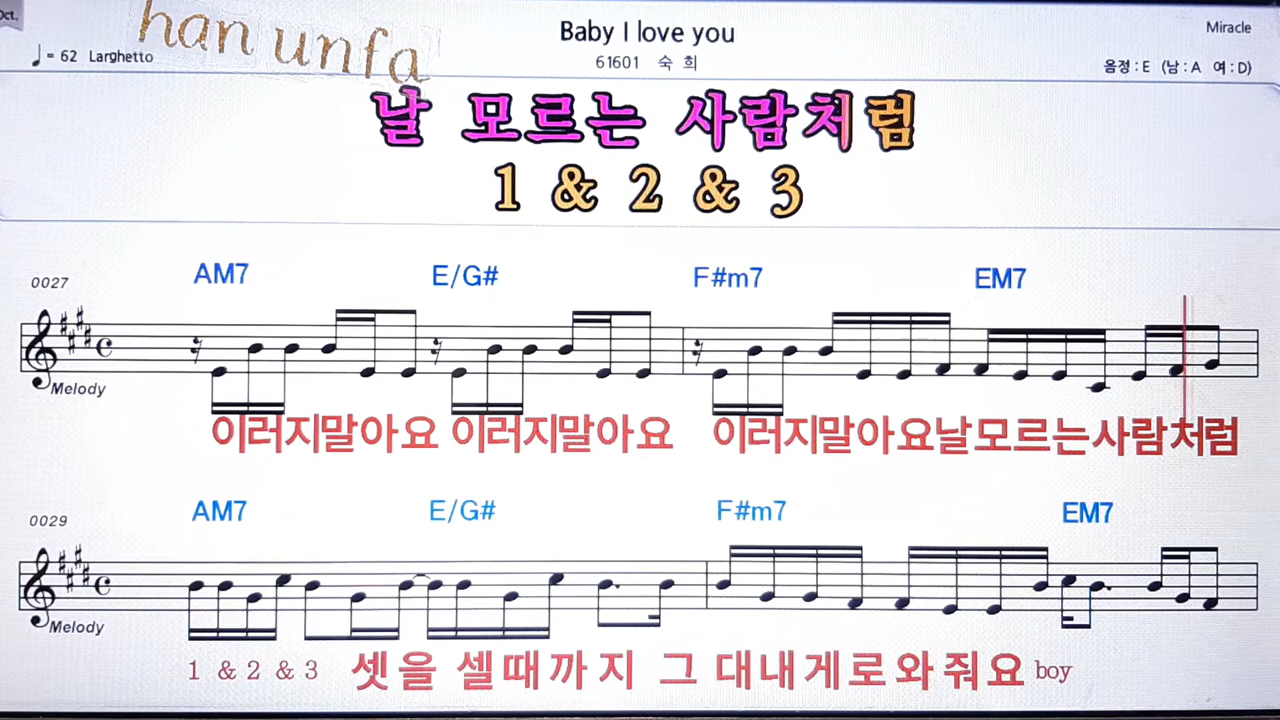 Oct.
han unfa
Baby I love you
Miracle
♩= 62 Larghetto
61601 숙 희
음정 : E (남 : A 여 : D)
날 모르는 사람처럼
1 & 2 & 3
0027
AM7 E/G# F#m7 EM7
Melody
이러지말아요 이러지말아요 이러지말아요날모르는사람처럼
0029
AM7 E/G# F#m7 EM7
Melody
1 & 2 & 3 셋을 셀때까지 그 대내게로와줘요 boy